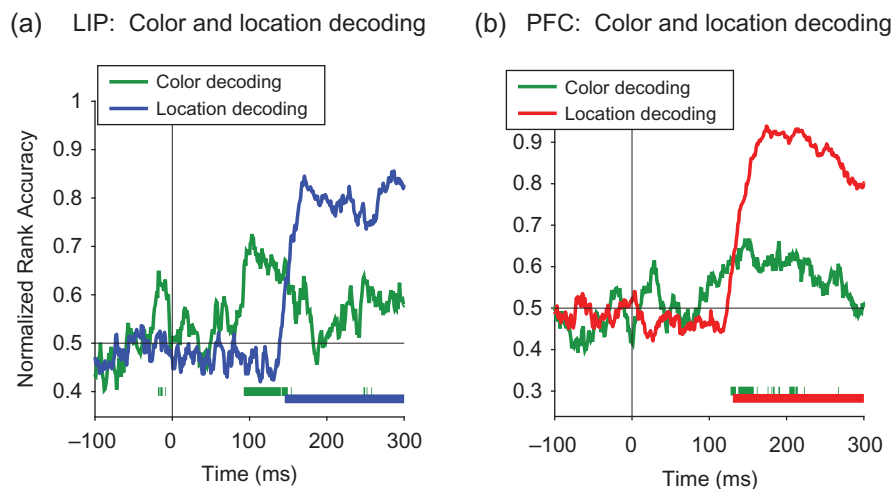 (a) LIP: Color and location decoding
Color decoding
Location decoding
Normalized Rank Accuracy
1
0.9
0.8
0.7
0.6
0.5
0.4
–100 0 100 200 300
Time (ms)
(b) PFC: Color and location decoding
Color decoding
Location decoding
0.9
0.8
0.7
0.6
0.5
0.4
0.3
–100 0 100 200 300
Time (ms)